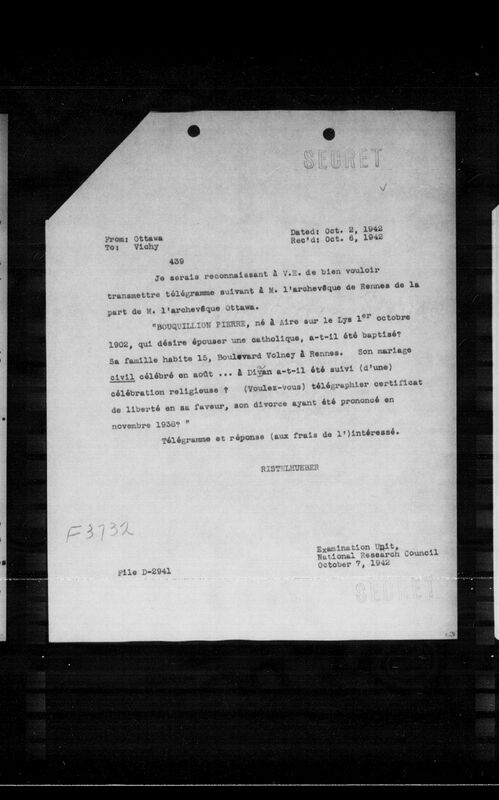 SECRET
From: Ottawa
To: Vichy
Dated: Oct. 2, 1942
Rec'd: Oct. 6, 1942
439
Je serais reconnaissant à V.E. de bien vouloir
transmettre télégramme suivant à M. l'archevêque de Rennes de la
part de M. l'archevêque Ottawa.
"BOUQUILLION PIERRE, né à Aire sur le Lys 1er octobre
1902, qui désire épouser une catholique, a-t-il été baptisé?
Sa famille habite 15, Boulevard Volney à Rennes. Son mariage
civil célébré en août ... à Divan a-t-il été suivi (d'une)
célébration religieuse ? (Voulez-vous) télégraphier certificat
de liberté en sa faveur, son divorce ayant été prononcé en
novembre 1938? "
Télégramme et réponse (aux frais de l')intéressé.
RISTELHUEBER
F3732
Examination Unit,
National Research Council
October 7, 1942
File D-2941
SECRET